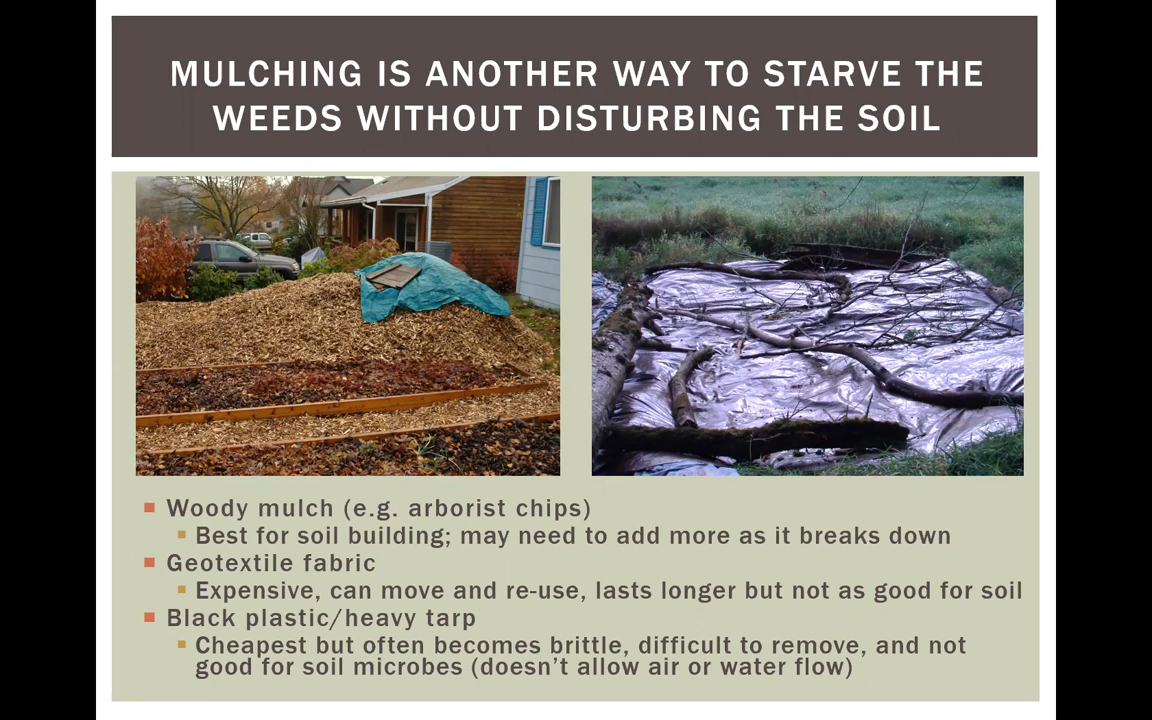 MULCHING IS ANOTHER WAY TO STARVE THE
WEEDS WITHOUT DISTURBING THE SOIL
Woody mulch (e.g. arborist chips)
Best for soil building; may need to add more as it breaks down
Geotextile fabric
Expensive, can move and re-use, lasts longer but not as good for soil
Black plastic/heavy tarp
Cheapest but often becomes brittle, difficult to remove, and not
good for soil microbes (doesn't allow air or water flow)